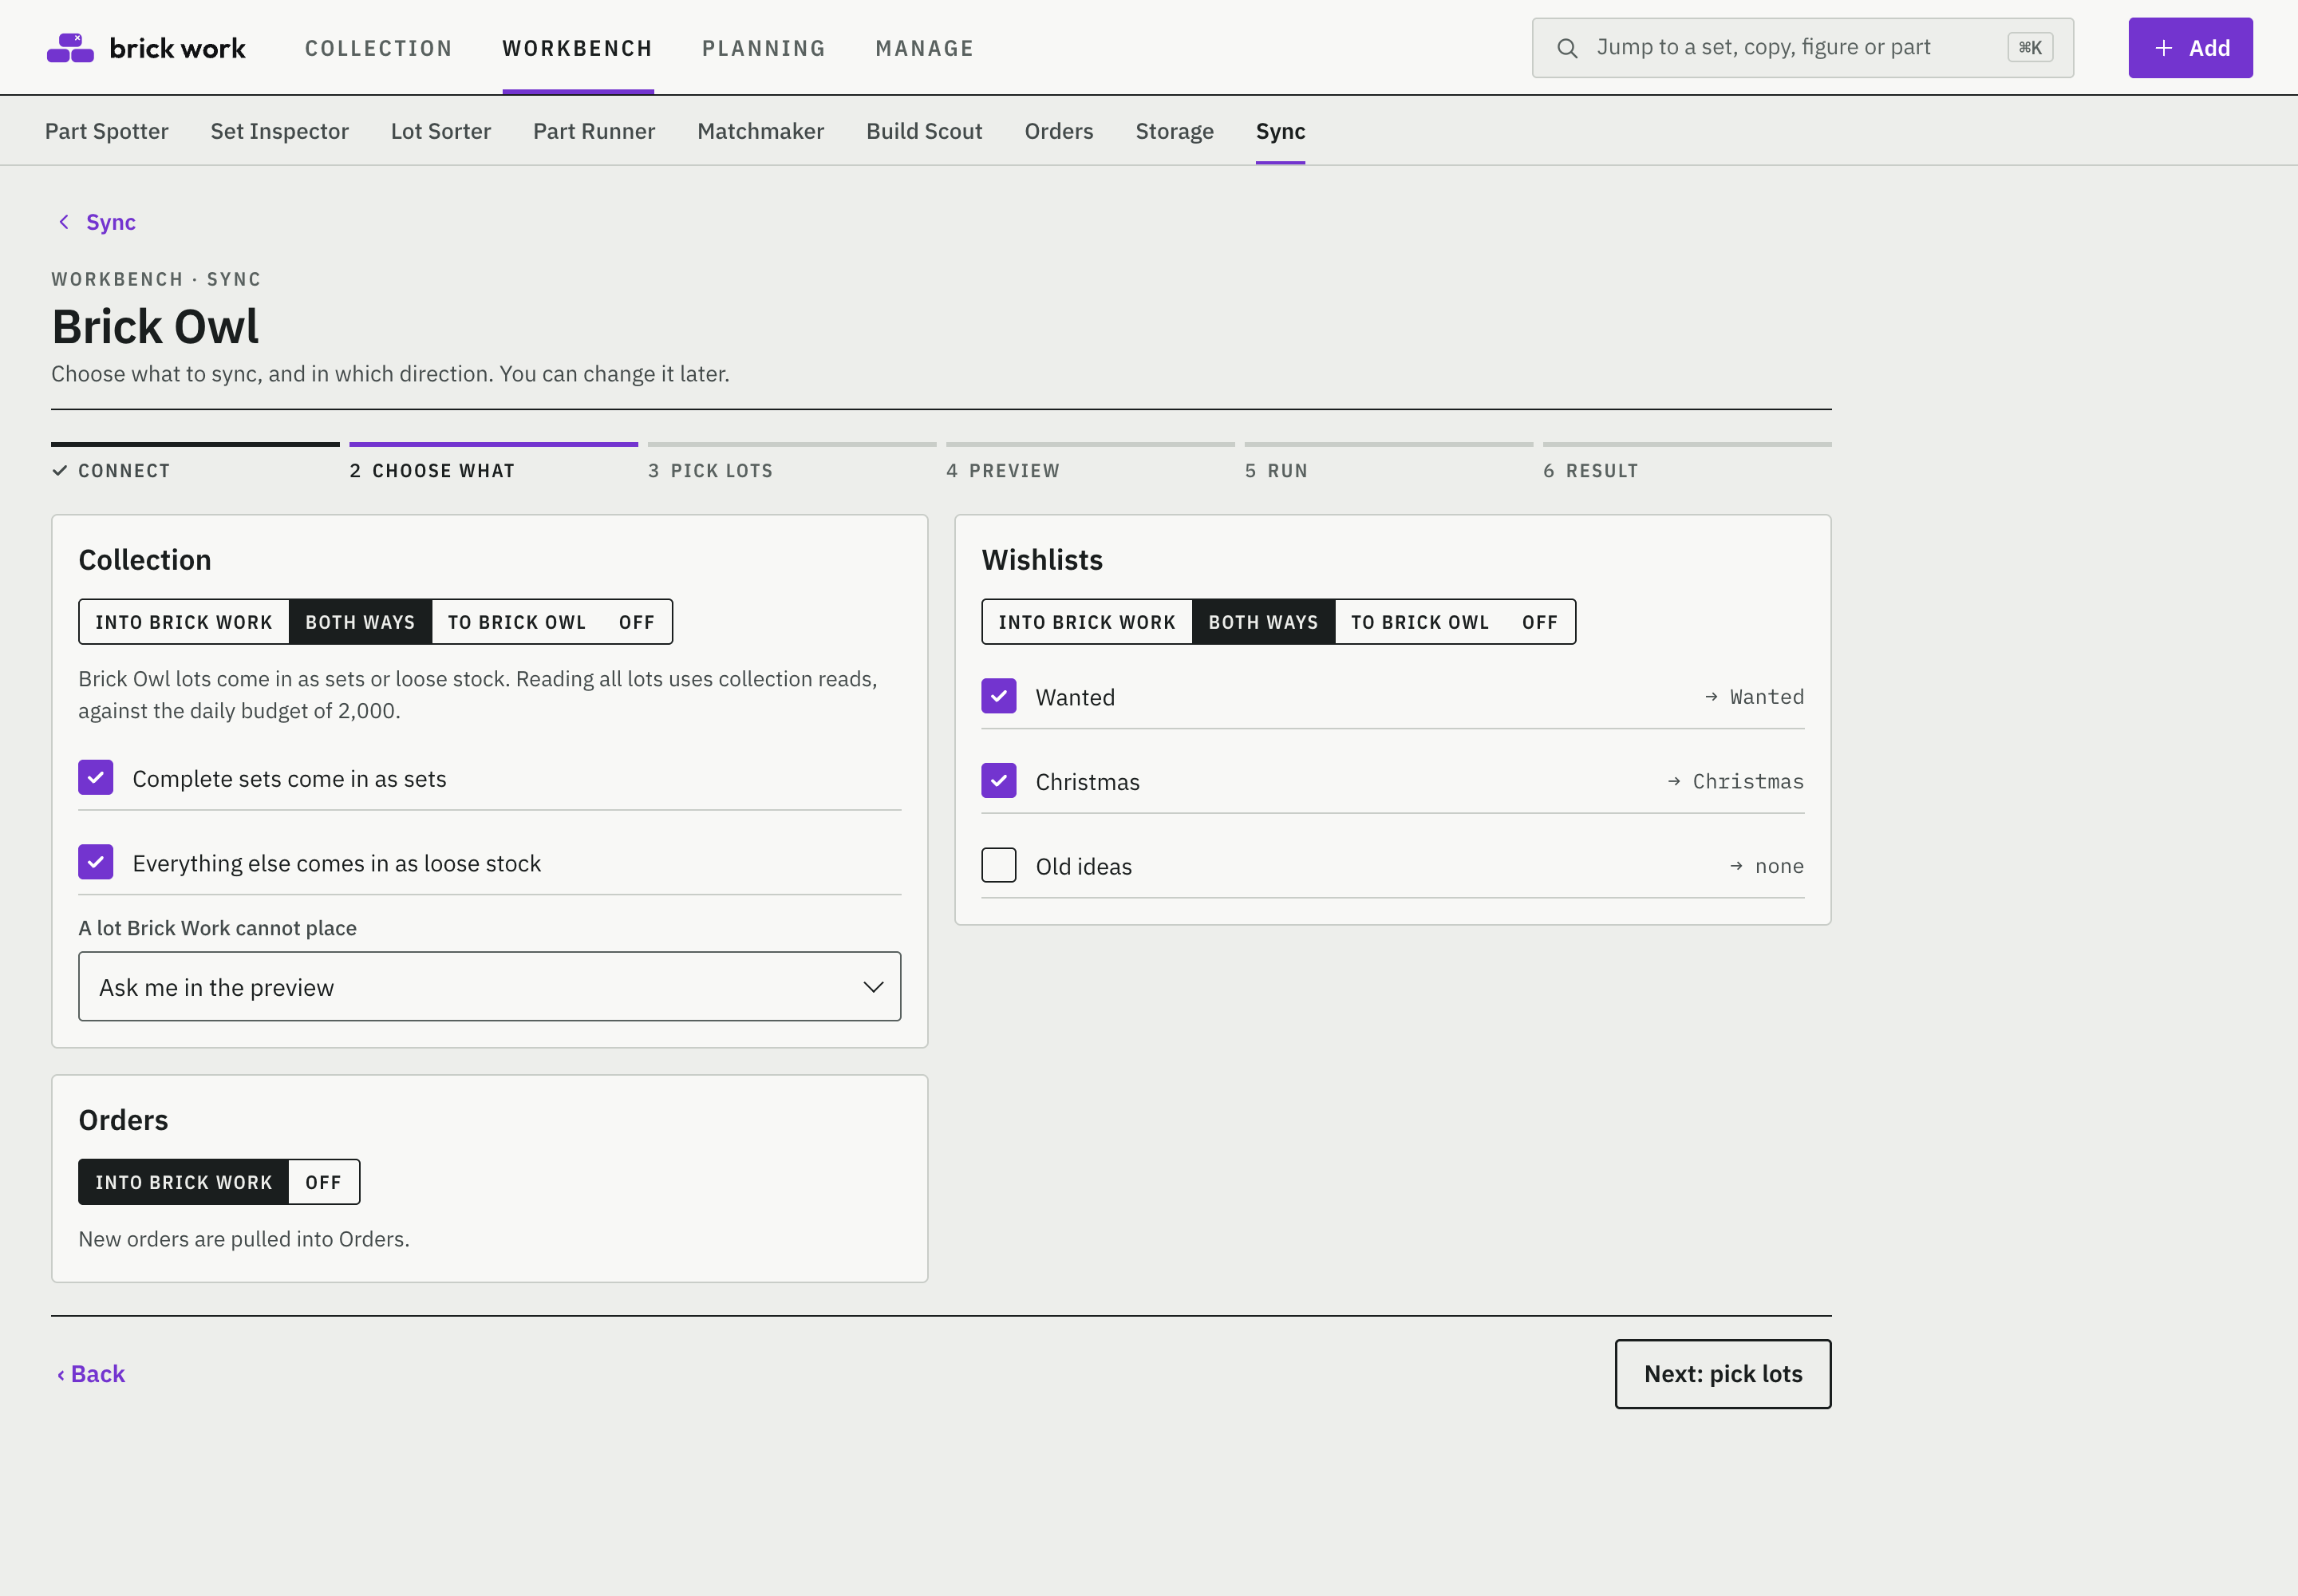 brick work
COLLECTION
WORKBENCH
PLANNING
MANAGE
Jump to a set, copy, figure or part
⌘K
+ Add
Part Spotter
Set Inspector
Lot Sorter
Part Runner
Matchmaker
Build Scout
Orders
Storage
Sync
Sync
WORKBENCH · SYNC
Brick Owl
Choose what to sync, and in which direction. You can change it later.
CONNECT
2 CHOOSE WHAT
3 PICK LOTS
4 PREVIEW
5 RUN
6 RESULT
Collection
INTO BRICK WORK
BOTH WAYS
TO BRICK OWL
OFF
Brick Owl lots come in as sets or loose stock. Reading all lots uses collection reads,
against the daily budget of 2,000.
Complete sets come in as sets
Everything else comes in as loose stock
A lot Brick Work cannot place
Ask me in the preview
Wishlists
INTO BRICK WORK
BOTH WAYS
TO BRICK OWL
OFF
Wanted
→ Wanted
Christmas
→ Christmas
Old ideas
→ none
Orders
INTO BRICK WORK
OFF
New orders are pulled into Orders.
‹ Back
Next: pick lots